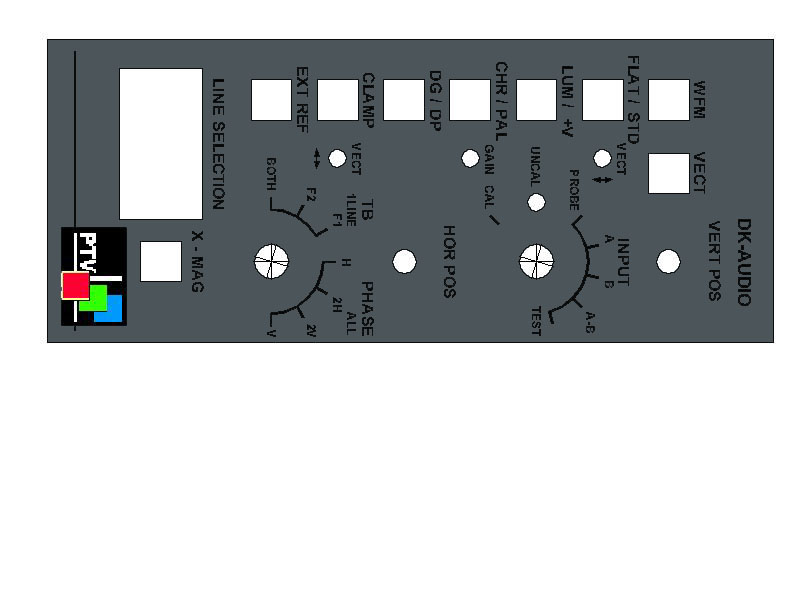 DK-AUDIO
VERT POS
WFM
VECT
FLAT / STD
VECT
INPUT
PROBE
A
B
A-B
TEST
LUM / +V
UNCAL
CHR / PAL
GAIN CAL
HOR POS
DG / DP
CLAMP
VECT
TB
1LINE
F1
F2
BOTH
PHASE
ALL
H
2H
2V
V
EXT REF
LINE SELECTION
X - MAG
PTV